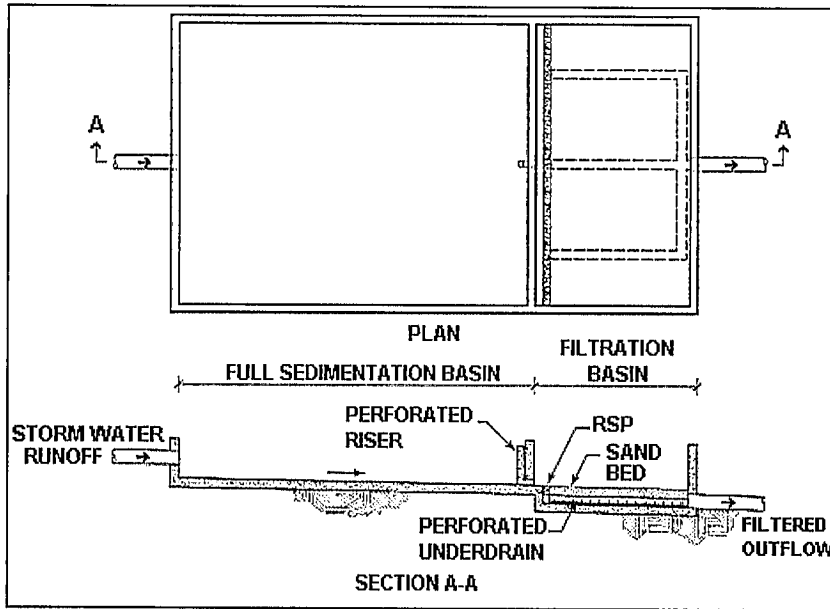 A
A
PLAN
FULL SEDIMENTATION BASIN
FILTRATION
BASIN
STORM WATER
RUNOFF
PERFORATED
RISER
RSP
SAND
BED
PERFORATED
UNDERDRAIN
FILTERED
OUTFLOW
SECTION A-A